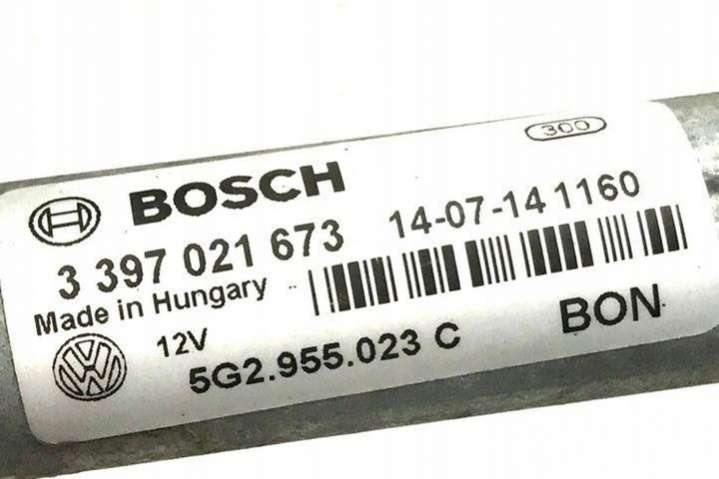 300
BOSCH
3 397 021 673
14-07-14 1160
Made in Hungary
12V
5G2.955.023 C
BON